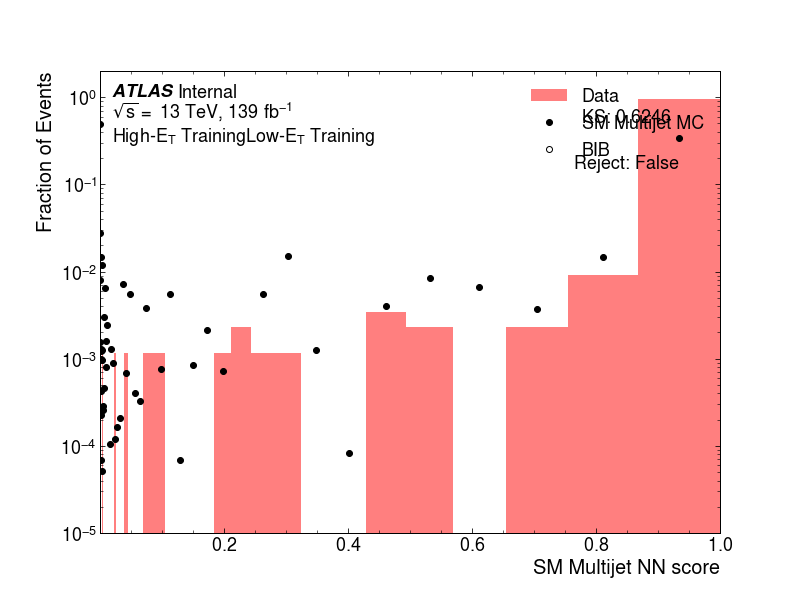 ATLAS Internal
√s = 13 TeV, 139 fb⁻¹
High-E_T TrainingLow-E_T Training
Data
KS: 0.6246
SM Multijet MC
BIB
Reject: False
Fraction of Events
10⁰
10⁻¹
10⁻²
10⁻³
10⁻⁴
10⁻⁵
0.2 0.4 0.6 0.8 1.0
SM Multijet NN score